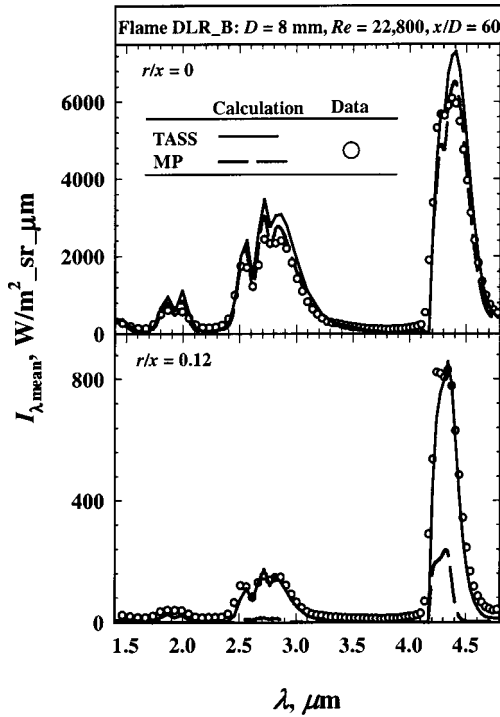 Flame DLR_B: D = 8 mm, Re = 22,800, x/D = 60
r/x = 0
Calculation Data
TASS
MP
6000
4000
2000
0
I_λmean, W/m²_sr_μm
r/x = 0.12
800
400
0
1.5 2.0 2.5 3.0 3.5 4.0 4.5
λ, μm